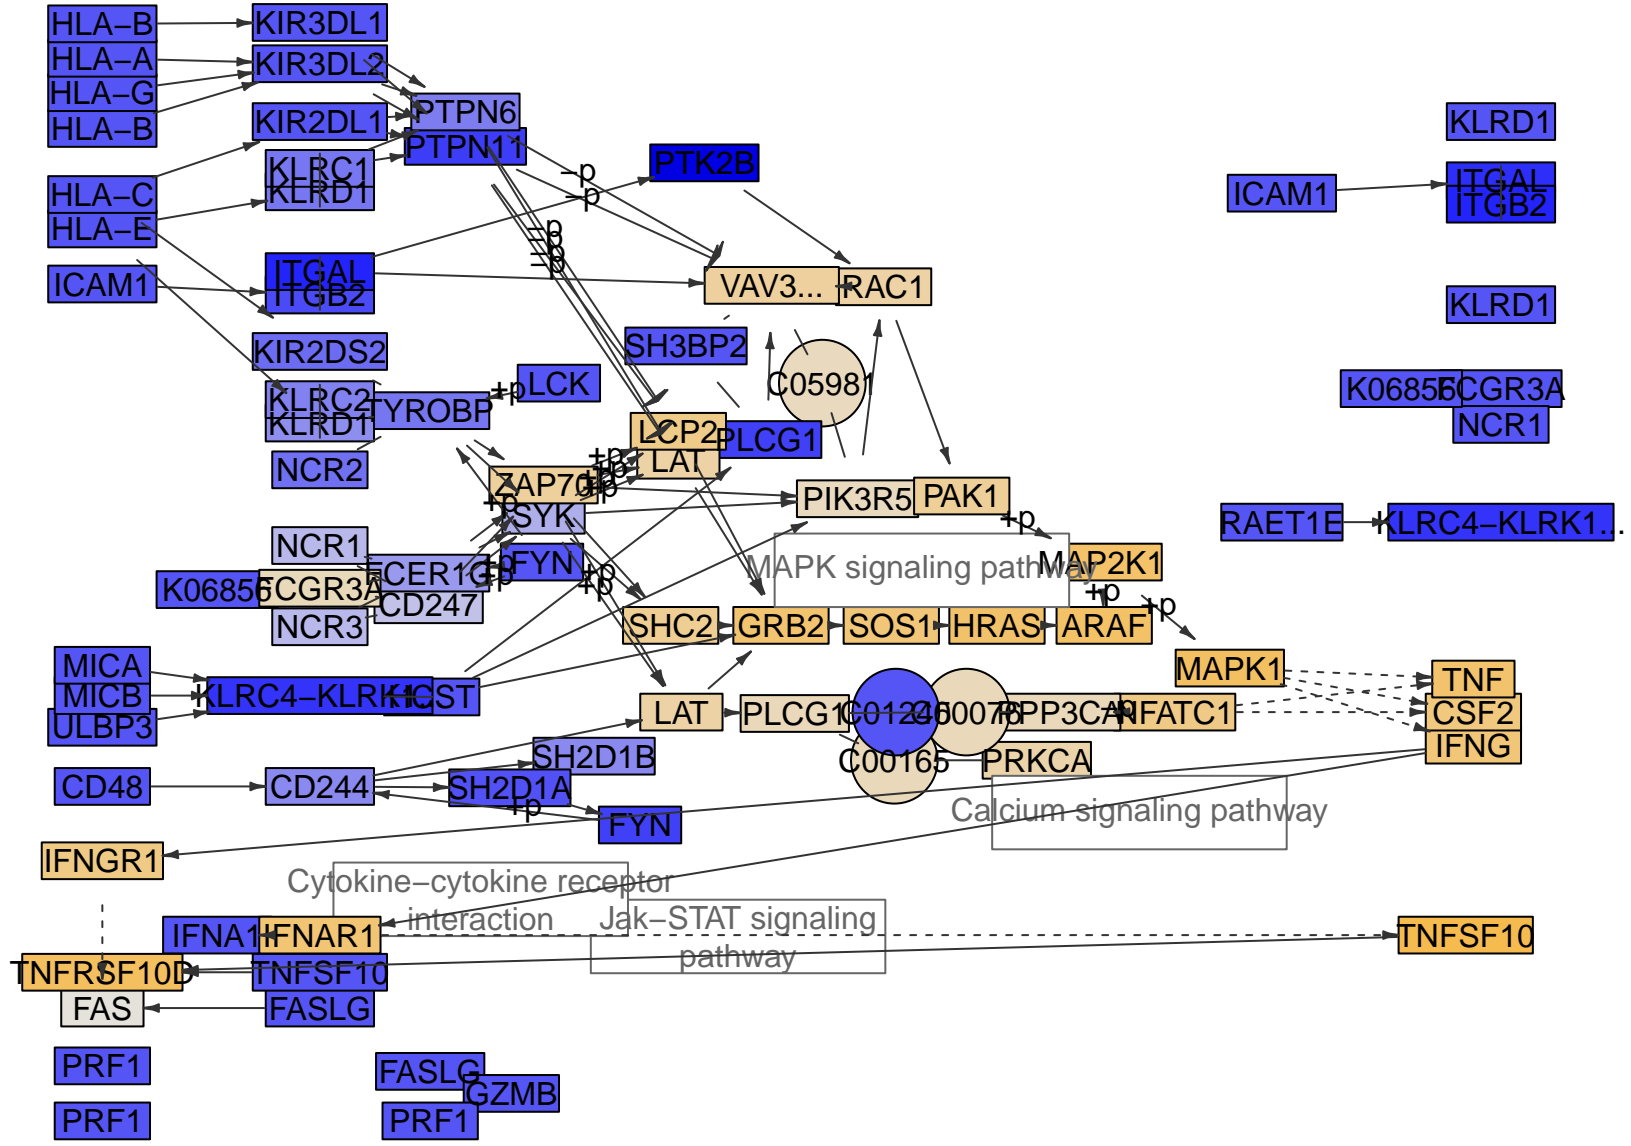 HLA−B
KIR3DL1
HLA−A
KIR3DL2
HLA−G
PTPN6
HLA−B
KIR2DL1
KLRD1
PTPN11
PTK2B
KLRC1
KLRD1
−p
−p
HLA−C
ICAM1
ITGAL
ITGB2
HLA−E
−p
−p
−p
−p
ICAM1
ITGAL
ITGB2
VAV3...
RAC1
KLRD1
KIR2DS2
SH3BP2
C05981
KLRC2
KLRD1
TYROBP
+p
LCK
K06856
FCGR3A
NCR1
LCP2
PLCG1
LAT
NCR2
+p
+p
+p
+p
ZAP70
+p
SYK
PIK3R5
PAK1
+p
RAET1E
KLRC4−KLRK1...
NCR1
FCER1G
+p
+p
FYN
+p
+p
MAPK signaling pathway
MAP2K1
K06856
FCGR3A
CD247
NCR3
+p
+p
SHC2
GRB2
SOS1
HRAS
ARAF
MICA
MICB
ULBP3
KLRC4−KLRK1...
HCST
MAPK1
TNF
CSF2
IFNG
LAT
PLCG1
C01245
C00076
PPP3CA
NFATC1
C00165
PRKCA
SH2D1B
CD48
CD244
SH2D1A
+p
FYN
Calcium signaling pathway
IFNGR1
Cytokine−cytokine receptor
interaction
Jak−STAT signaling
pathway
IFNA1
IFNAR1
TNFSF10
TNFRSF10D
TNFSF10
FAS
FASLG
PRF1
FASLG
GZMB
PRF1
PRF1